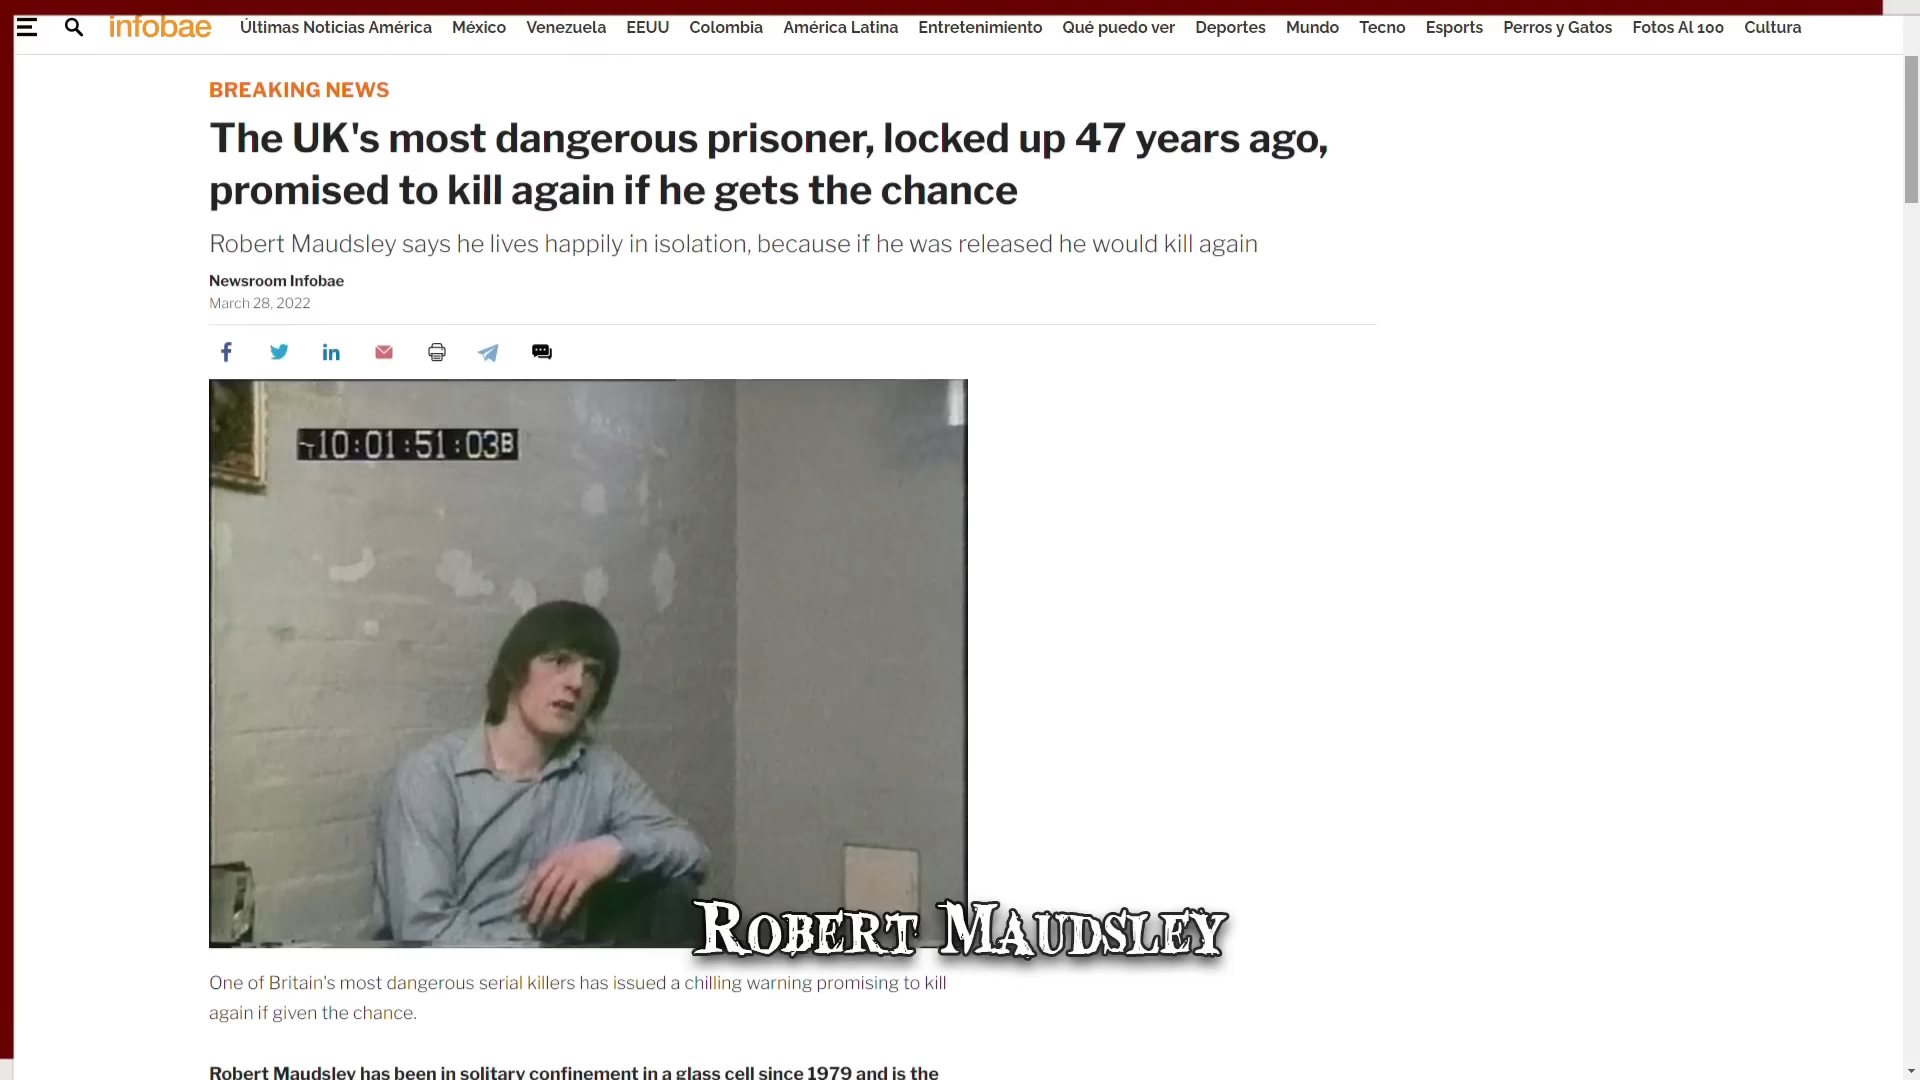 infobae
Últimas Noticias América México Venezuela EEUU Colombia América Latina Entretenimiento Qué puedo ver Deportes Mundo Tecno Esports Perros y Gatos Fotos Al 100 Cultura
BREAKING NEWS
The UK's most dangerous prisoner, locked up 47 years ago,
promised to kill again if he gets the chance
Robert Maudsley says he lives happily in isolation, because if he was released he would kill again
Newsroom Infobae
March 28, 2022
10:01:51:03B
ROBERT MAUDSLEY
One of Britain's most dangerous serial killers has issued a chilling warning promising to kill
again if given the chance.
Robert Maudsley has been in solitary confinement in a glass cell since 1979 and is the